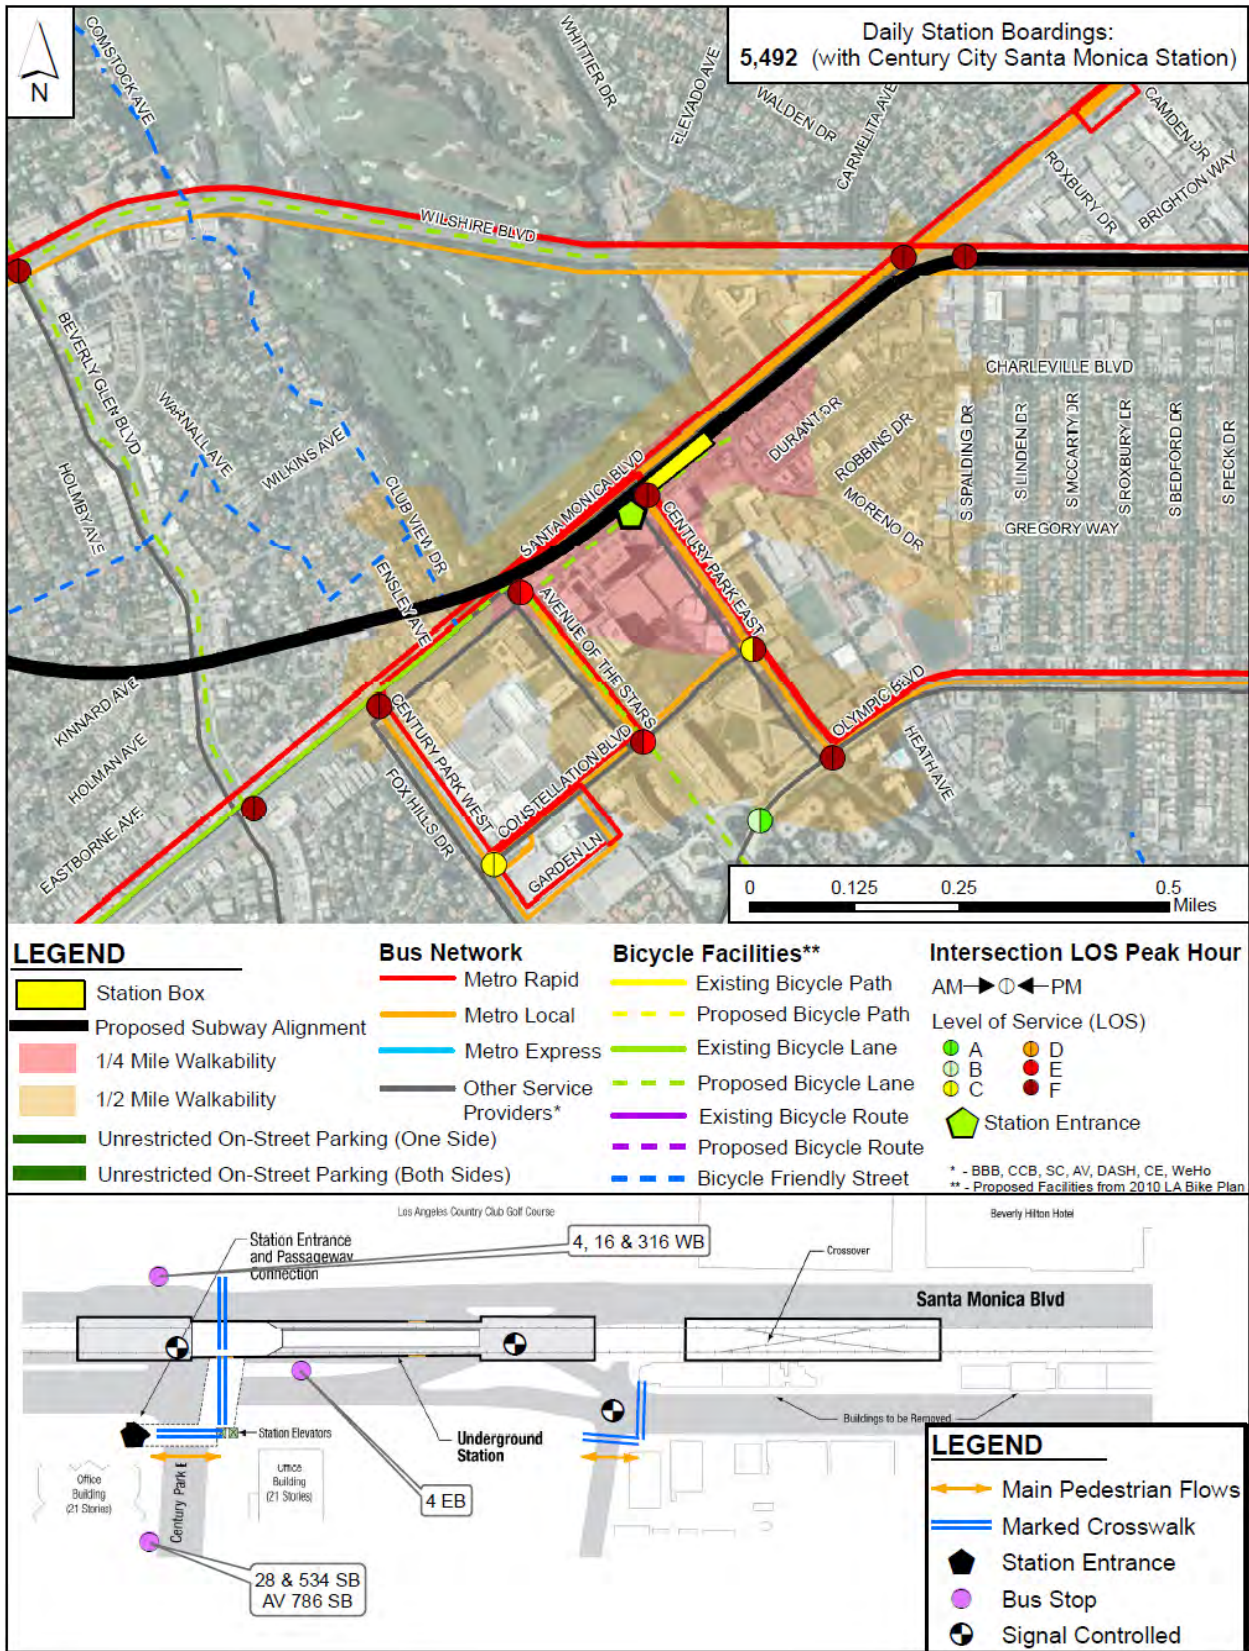 Daily Station Boardings:
5,492 (with Century City Santa Monica Station)
N
COMSTOCK AVE
WHITTIER DR
ELEVADO AVE
WALDEN DR
CARMELITA AVE
CAMDEN DR
ROXBURY DR
BRIGHTON WAY
WILSHIRE BLVD
BEVERLY GLEN BLVD
WARNALL AVE
WILKINS AVE
HOLMBY AVE
CLUB VIEW DR
ENSLEY AVE
SANTA MONICA BLVD
DURANT DR
ROBBINS DR
MORENO DR
CHARLEVILLE BLVD
S SPALDING DR
S LINDEN DR
S MCCARTY DR
S ROXBURY DR
S BEDFORD DR
S PECK DR
GREGORY WAY
CENTURY PARK EAST
AVENUE OF THE STARS
OLYMPIC BLVD
HEATH AVE
KINNARD AVE
HOLMAN AVE
EASTBORNE AVE
CENTURY PARK WEST
FOX HILLS DR
CONSTELLATION BLVD
GARDEN LN
0 0.125 0.25 0.5
Miles
LEGEND
Station Box
Proposed Subway Alignment
1/4 Mile Walkability
1/2 Mile Walkability
Unrestricted On-Street Parking (One Side)
Unrestricted On-Street Parking (Both Sides)
Bus Network
Metro Rapid
Metro Local
Metro Express
Other Service
Providers*
Bicycle Facilities**
Existing Bicycle Path
Proposed Bicycle Path
Existing Bicycle Lane
Proposed Bicycle Lane
Existing Bicycle Route
Proposed Bicycle Route
Bicycle Friendly Street
Intersection LOS Peak Hour
AM PM
Level of Service (LOS)
A D
B E
C F
Station Entrance
* - BBB, CCB, SC, AV, DASH, CE, WeHo
** - Proposed Facilities from 2010 LA Bike Plan
Los Angeles Country Club Golf Course
Beverly Hilton Hotel
Station Entrance
and Passageway
Connection
4, 16 & 316 WB
Crossover
Santa Monica Blvd
Station Elevators
Underground
Station
Buildings to be Removed
Office
Building
(21 Stories)
Century Park E
Office
Building
(21 Stories)
4 EB
28 & 534 SB
AV 786 SB
LEGEND
Main Pedestrian Flows
Marked Crosswalk
Station Entrance
Bus Stop
Signal Controlled